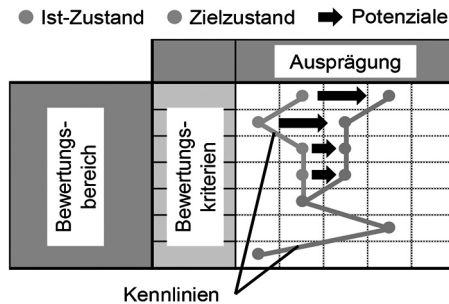 Ist-Zustand Zielzustand Potenziale
Ausprägung
Bewertungs-
bereich
Bewertungs-
kriterien
Kennlinien